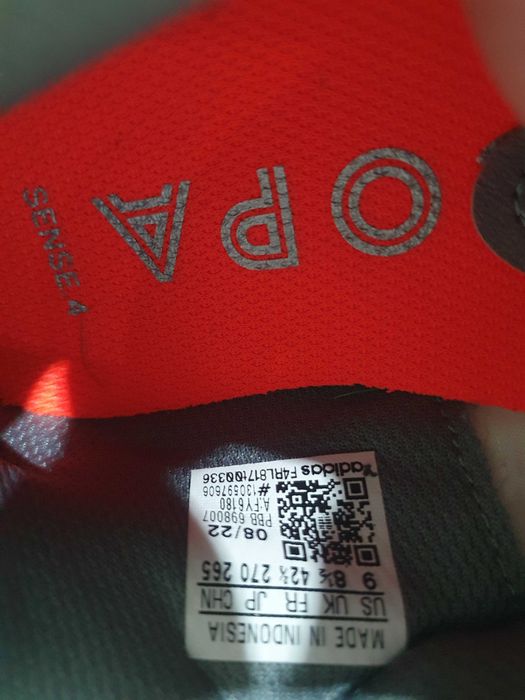 OPA
SENSE.4
MADE IN INDONESIA
US UK FR JP CHN
9 8½ 42⅔ 270 265
08/22
PBB 698007
A:FY6180
#130597606
adidas